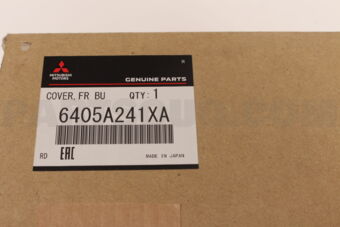 MITSUBISHI
MOTORS
GENUINE PARTS
COVER, FR BU QTY: 1
6405A241XA
RD EAC MADE IN JAPAN